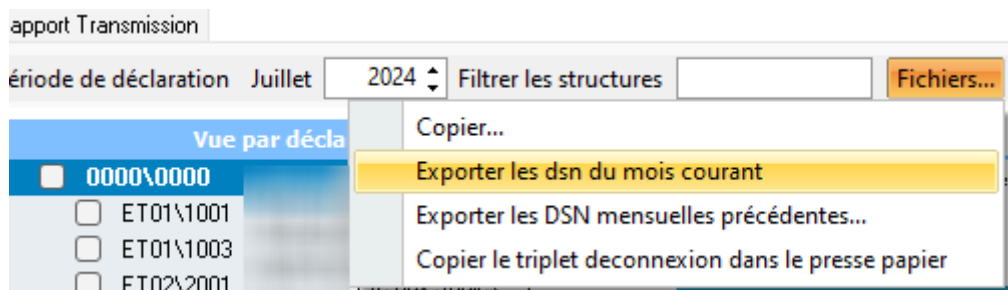 apport Transmission
ériode de déclaration Juillet 2024 Filtrer les structures Fichiers...
Vue par décla
Copier...
0000\0000
Exporter les dsn du mois courant
ET01\1001
Exporter les DSN mensuelles précédentes...
ET01\1003
Copier le triplet deconnexion dans le presse papier
ET02\2001